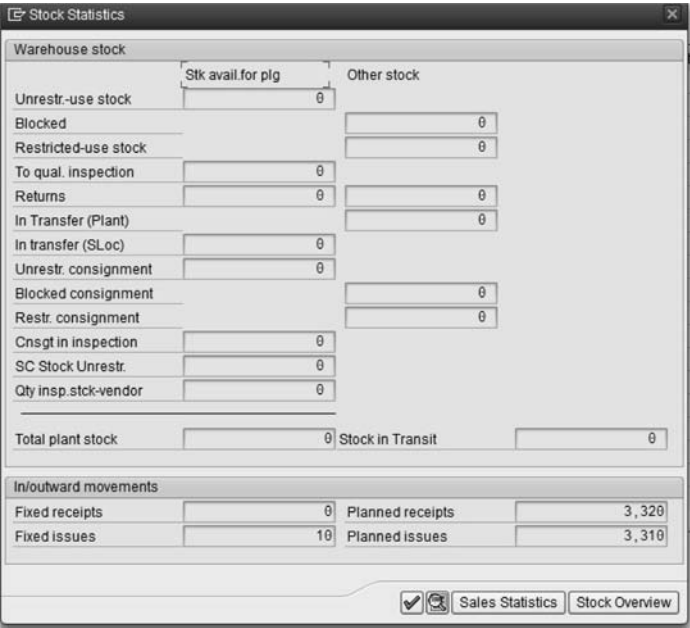 Stock Statistics
Warehouse stock
Stk avail.for plg Other stock
Unrestr.-use stock 0
Blocked 0
Restricted-use stock 0
To qual. inspection 0
Returns 0 0
In Transfer (Plant) 0
In transfer (SLoc) 0
Unrestr. consignment 0
Blocked consignment 0
Restr. consignment 0
Cnsgt in inspection 0
SC Stock Unrestr. 0
Qty insp.stck-vendor 0
Total plant stock 0 Stock in Transit 0
In/outward movements
Fixed receipts 0 Planned receipts 3,320
Fixed issues 10 Planned issues 3,310
Sales Statistics Stock Overview